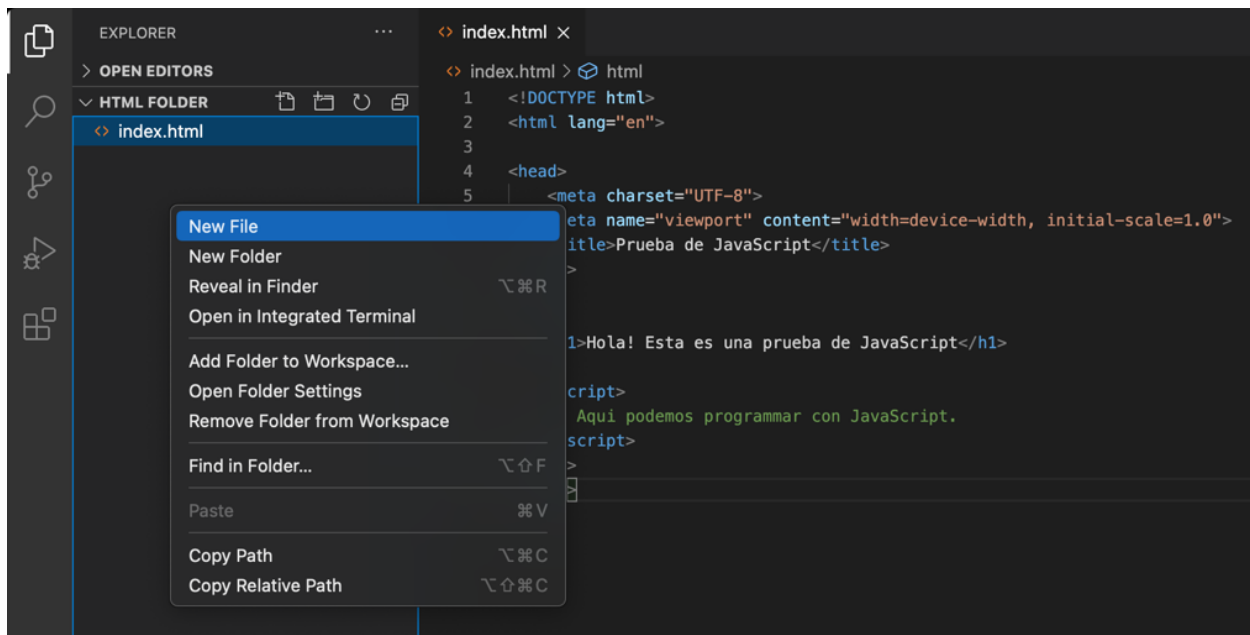 EXPLORER ...
OPEN EDITORS
HTML FOLDER
index.html
index.html
index.html > html
1 <!DOCTYPE html>
2 <html lang="en">
3
4 <head>
5 <meta charset="UTF-8">
eta name="viewport" content="width=device-width, initial-scale=1.0">
itle>Prueba de JavaScript</title>
>
1>Hola! Esta es una prueba de JavaScript</h1>
cript>
Aqui podemos programmar con JavaScript.
script>
>
>
New File
New Folder
Reveal in Finder ⌥⌘R
Open in Integrated Terminal
Add Folder to Workspace...
Open Folder Settings
Remove Folder from Workspace
Find in Folder... ⌥⇧F
Paste ⌘V
Copy Path ⌥⌘C
Copy Relative Path ⌥⇧⌘C